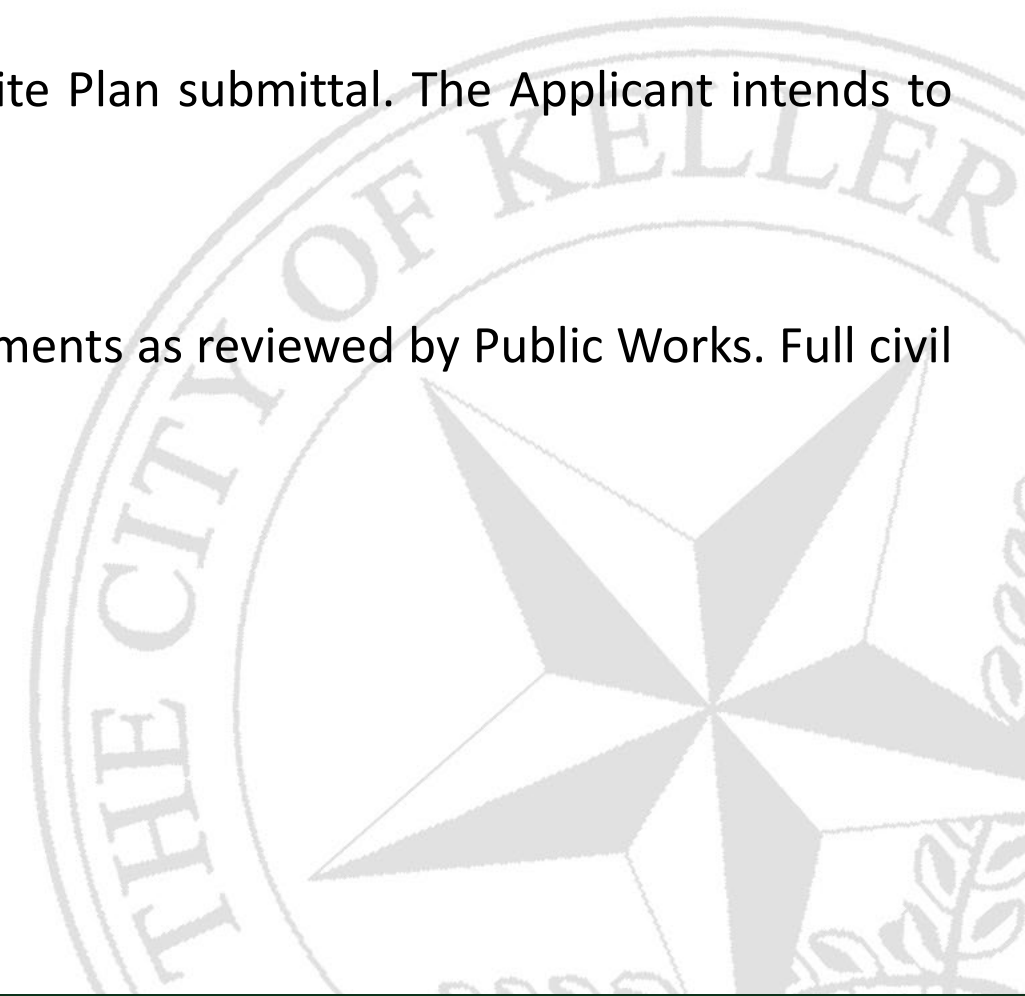 ite Plan submittal. The Applicant intends to
ments as reviewed by Public Works. Full civil
THE CITY OF KELLER